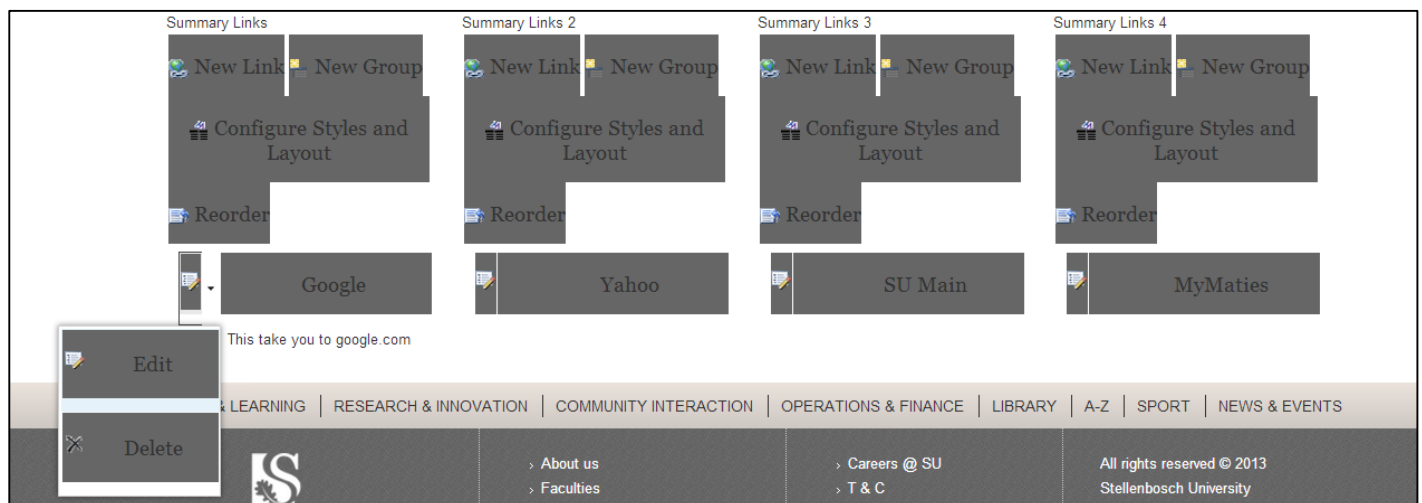 Summary Links
Summary Links 2
Summary Links 3
Summary Links 4
New Link New Group
New Link New Group
New Link New Group
New Link New Group
Configure Styles and
Layout
Configure Styles and
Layout
Configure Styles and
Layout
Configure Styles and
Layout
Reorder
Reorder
Reorder
Reorder
Google
Yahoo
SU Main
MyMaties
This take you to google.com
Edit
Delete
& LEARNING | RESEARCH & INNOVATION | COMMUNITY INTERACTION | OPERATIONS & FINANCE | LIBRARY | A-Z | SPORT | NEWS & EVENTS
› About us
› Faculties
› Careers @ SU
› T & C
All rights reserved © 2013
Stellenbosch University